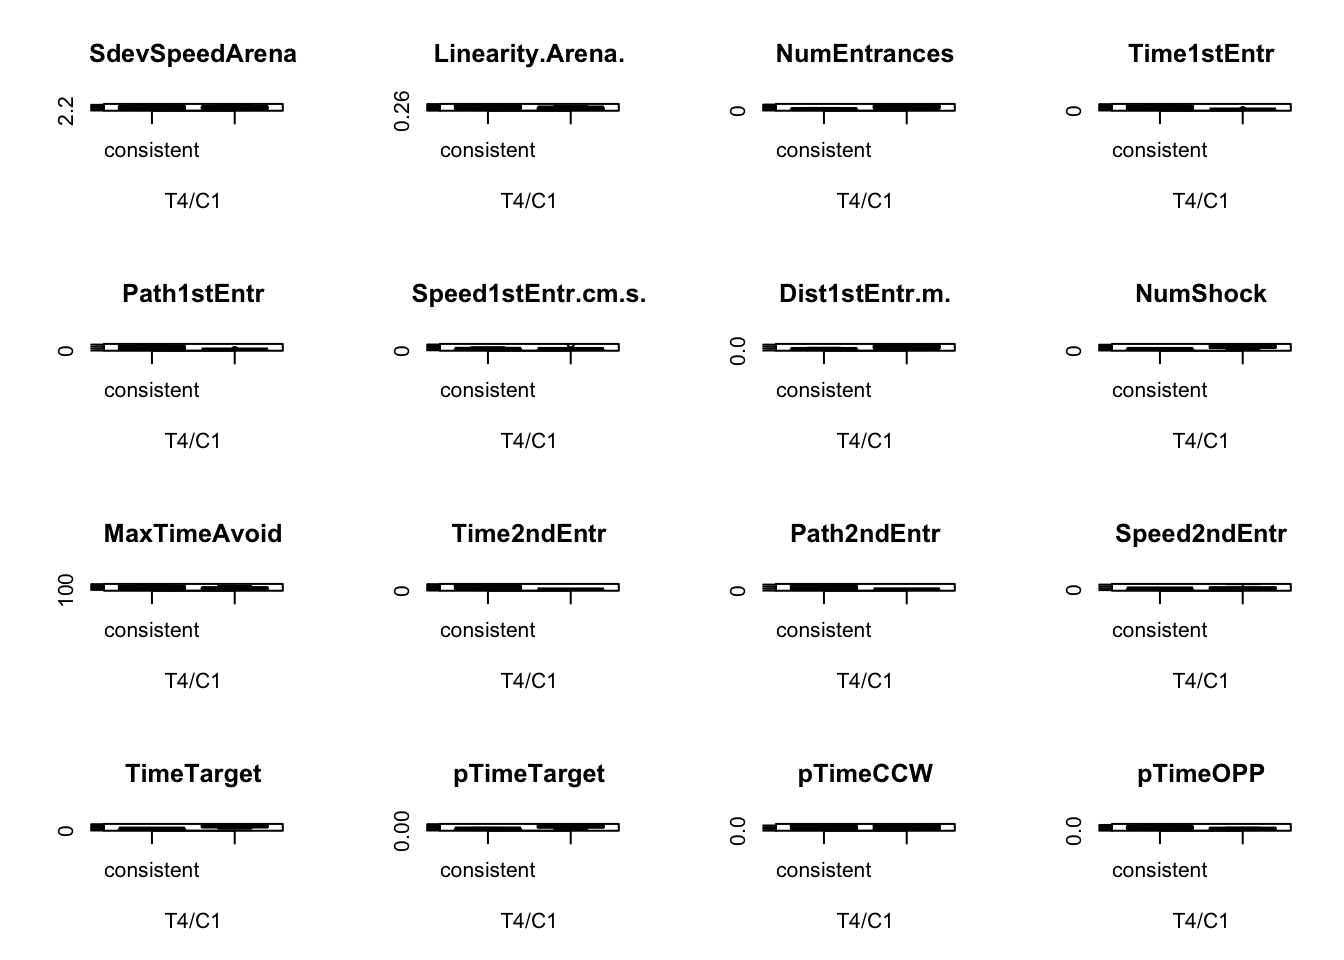 SdevSpeedArena
Linearity.Arena.
NumEntrances
Time1stEntr
2.2
0.26
0
0
consistent
consistent
consistent
consistent
T4/C1
T4/C1
T4/C1
T4/C1
Path1stEntr
Speed1stEntr.cm.s.
Dist1stEntr.m.
NumShock
0
0
0.0
0
consistent
consistent
consistent
consistent
T4/C1
T4/C1
T4/C1
T4/C1
MaxTimeAvoid
Time2ndEntr
Path2ndEntr
Speed2ndEntr
100
0
0
0
consistent
consistent
consistent
consistent
T4/C1
T4/C1
T4/C1
T4/C1
TimeTarget
pTimeTarget
pTimeCCW
pTimeOPP
0
0.00
0.0
0.0
consistent
consistent
consistent
consistent
T4/C1
T4/C1
T4/C1
T4/C1